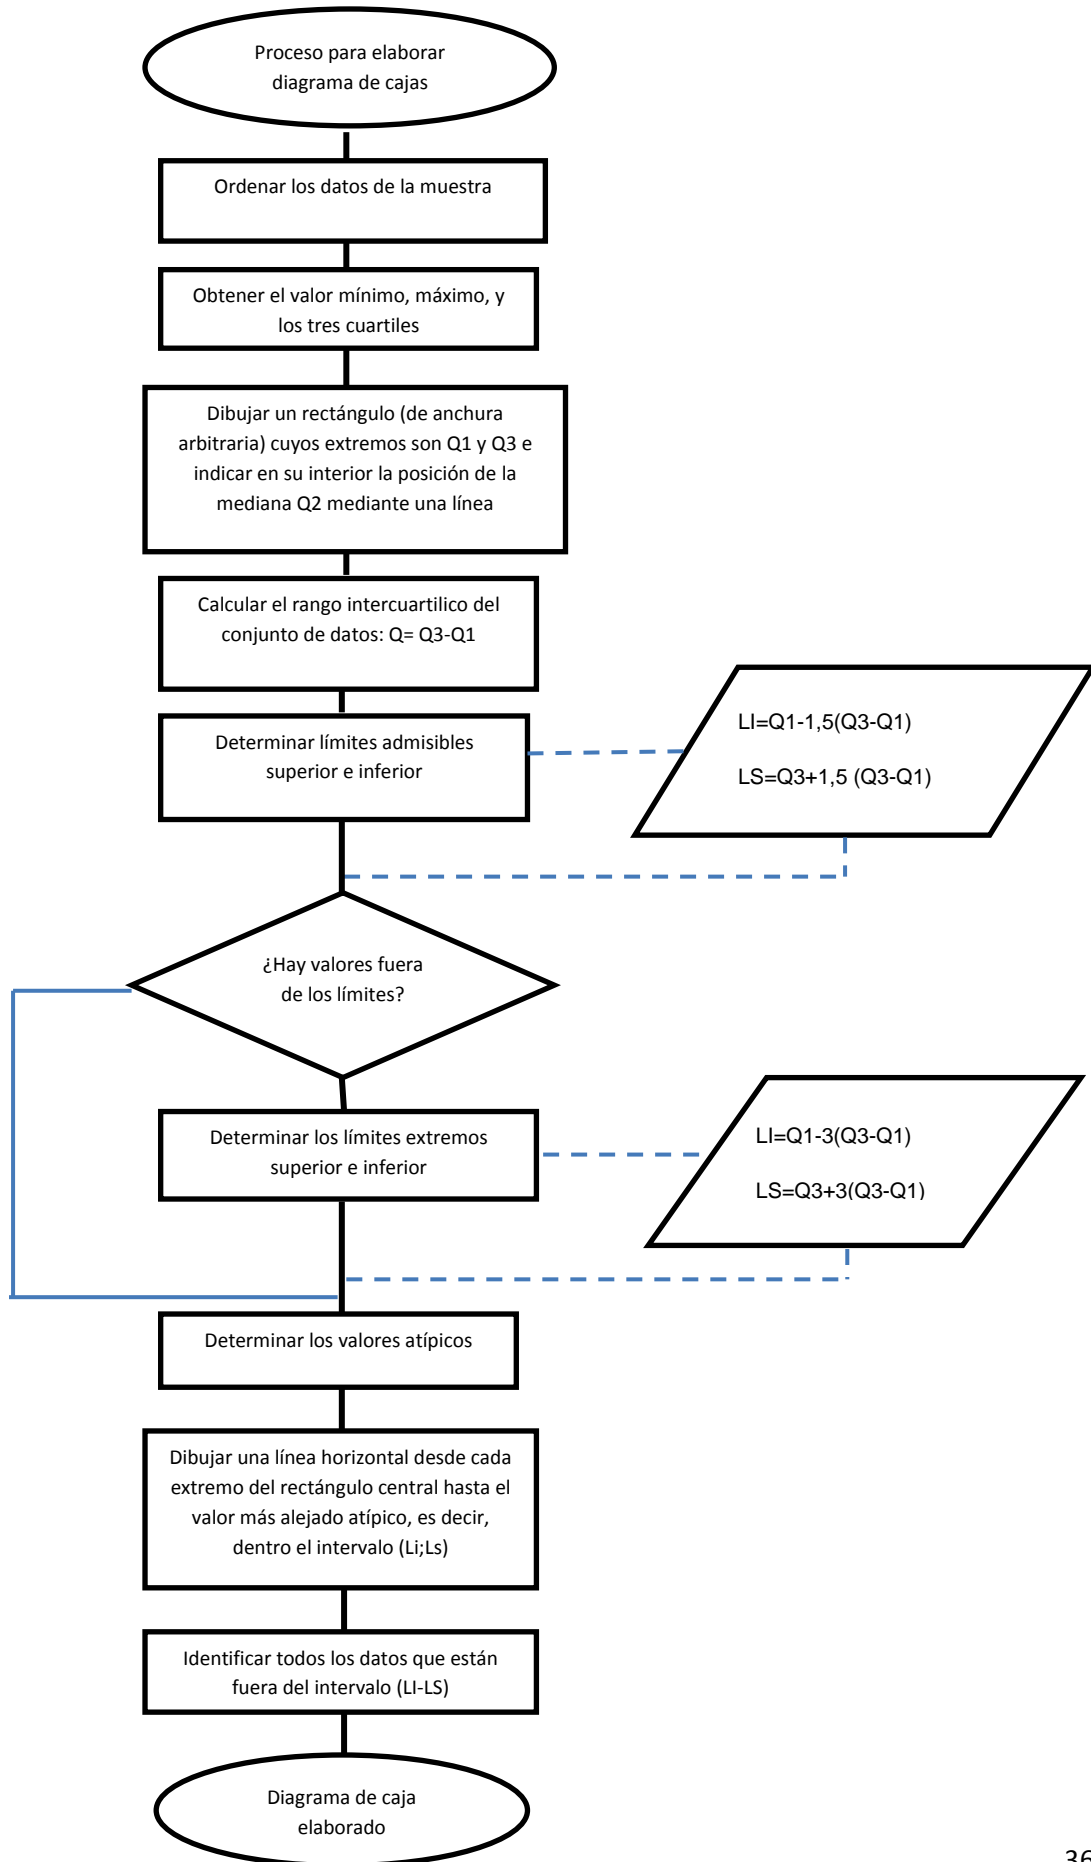 Proceso para elaborar
diagrama de cajas
Ordenar los datos de la muestra
Obtener el valor mínimo, máximo, y
los tres cuartiles
Dibujar un rectángulo (de anchura
arbitraria) cuyos extremos son Q1 y Q3 e
indicar en su interior la posición de la
mediana Q2 mediante una línea
Calcular el rango intercuartilico del
conjunto de datos: Q= Q3-Q1
Determinar límites admisibles
superior e inferior
LI=Q1-1,5(Q3-Q1)
LS=Q3+1,5 (Q3-Q1)
¿Hay valores fuera
de los límites?
Determinar los límites extremos
superior e inferior
LI=Q1-3(Q3-Q1)
LS=Q3+3(Q3-Q1)
Determinar los valores atípicos
Dibujar una línea horizontal desde cada
extremo del rectángulo central hasta el
valor más alejado atípico, es decir,
dentro el intervalo (Li;Ls)
Identificar todos los datos que están
fuera del intervalo (LI-LS)
Diagrama de caja
elaborado
36